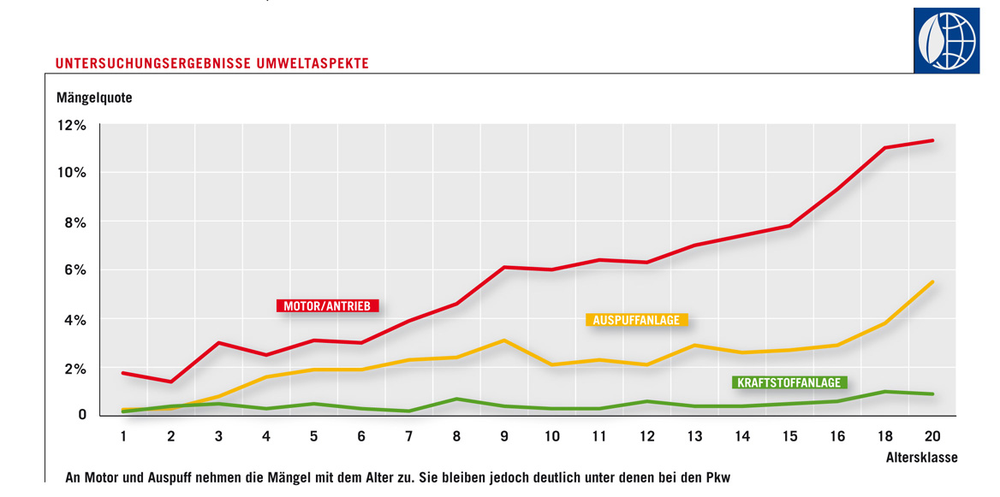 UNTERSUCHUNGSERGEBNISSE UMWELTASPEKTE
Mängelquote
12%
10%
8%
6%
4%
2%
0
MOTOR/ANTRIEB
AUSPUFFANLAGE
KRAFTSTOFFANLAGE
1 2 3 4 5 6 7 8 9 10 11 12 13 14 15 16 18 20
Altersklasse
An Motor und Auspuff nehmen die Mängel mit dem Alter zu. Sie bleiben jedoch deutlich unter denen bei den Pkw